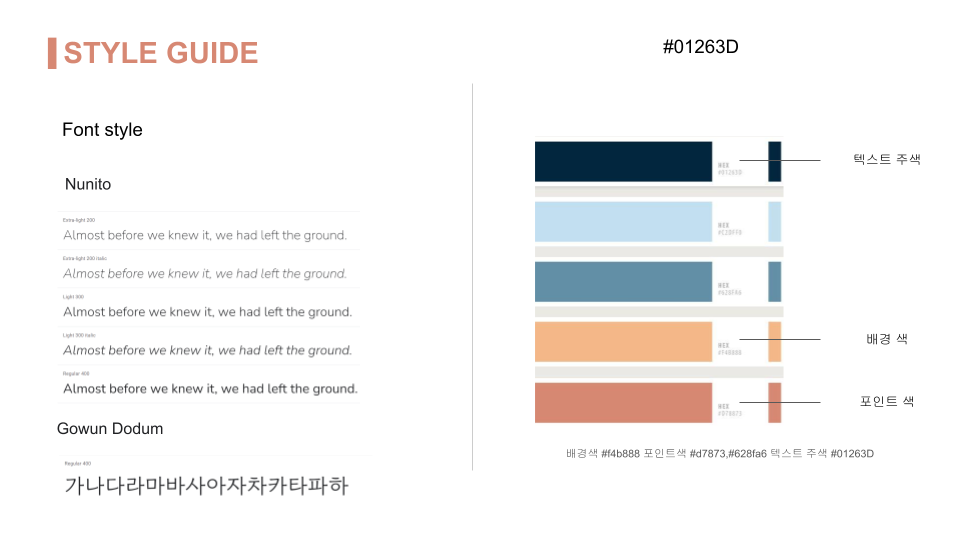 STYLE GUIDE
Font style
Nunito
Extra-light 200
Almost before we knew it, we had left the ground.
Extra-light 200 italic
Almost before we knew it, we had left the ground.
Light 300
Almost before we knew it, we had left the ground.
Light 300 italic
Almost before we knew it, we had left the ground.
Regular 400
Almost before we knew it, we had left the ground.
Gowun Dodum
Regular 400
가나다라마바사아자차카타파하
#01263D
HEX
#01263D
텍스트 주색
HEX
HEX
#628FA6
HEX
#F4B888
배경 색
HEX
#D78873
포인트 색
배경색 #f4b888 포인트색 #d7873,#628fa6 텍스트 주색 #01263D